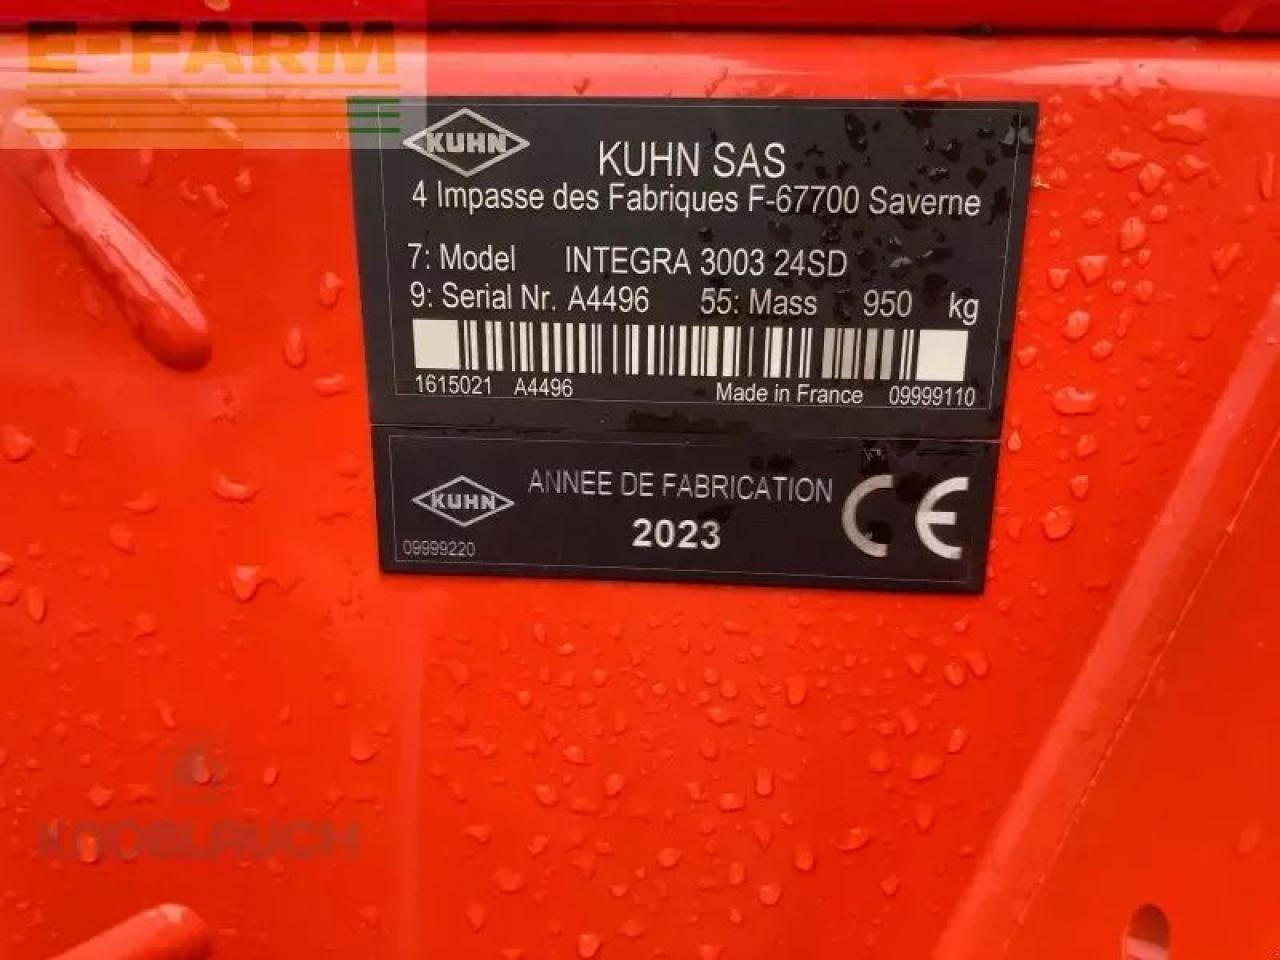 E-FARM
KUHN
KUHN SAS
4 Impasse des Fabriques F-67700 Saverne
7: Model INTEGRA 3003 24SD
9: Serial Nr. A4496 55: Mass 950 kg
1615021 A4496 Made in France 09999110
KUHN
ANNEE DE FABRICATION
2023
CE
09999220
KNOBLAUCH